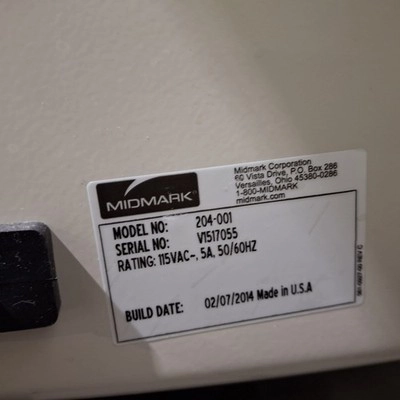 MIDMARK
Midmark Corporation
60 Vista Drive, P.O. Box 286
Versailles, Ohio 45380-0286
1-800-MIDMARK
midmark.com
MODEL NO: 204-001
SERIAL NO: V1517055
RATING: 115VAC~, 5A, 50/60HZ
BUILD DATE: 02/07/2014 Made in U.S.A